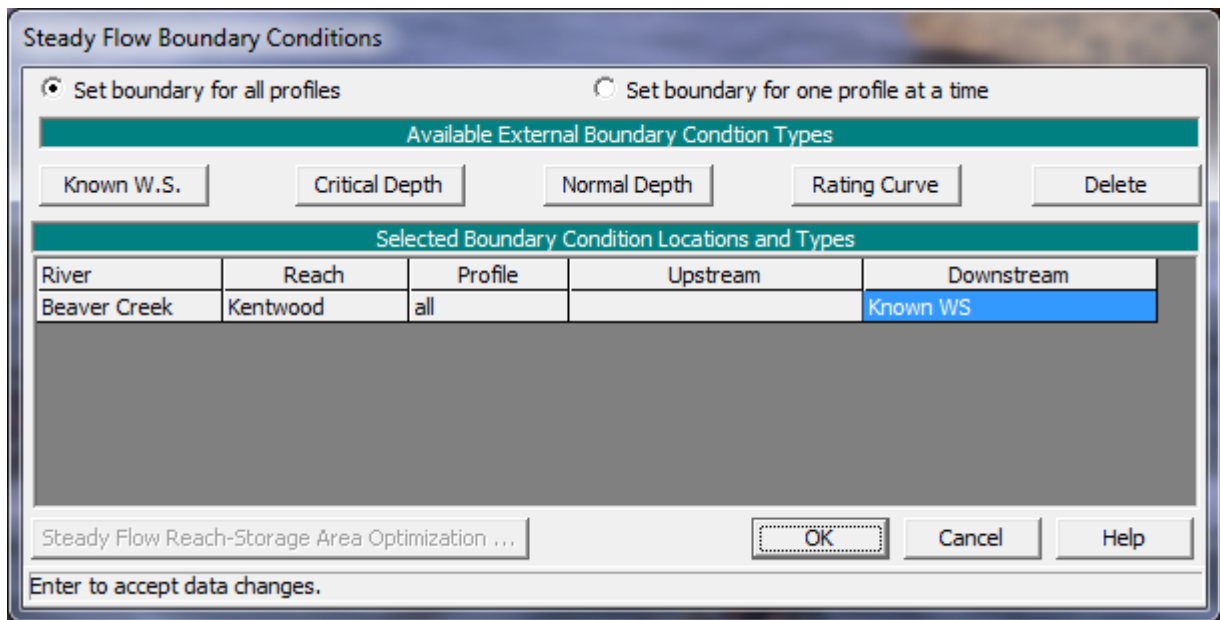 Steady Flow Boundary Conditions
Set boundary for all profiles Set boundary for one profile at a time
Available External Boundary Condtion Types
Known W.S. Critical Depth Normal Depth Rating Curve Delete
Selected Boundary Condition Locations and Types
River Reach Profile Upstream Downstream
Beaver Creek Kentwood all Known WS
Steady Flow Reach-Storage Area Optimization ... OK Cancel Help
Enter to accept data changes.